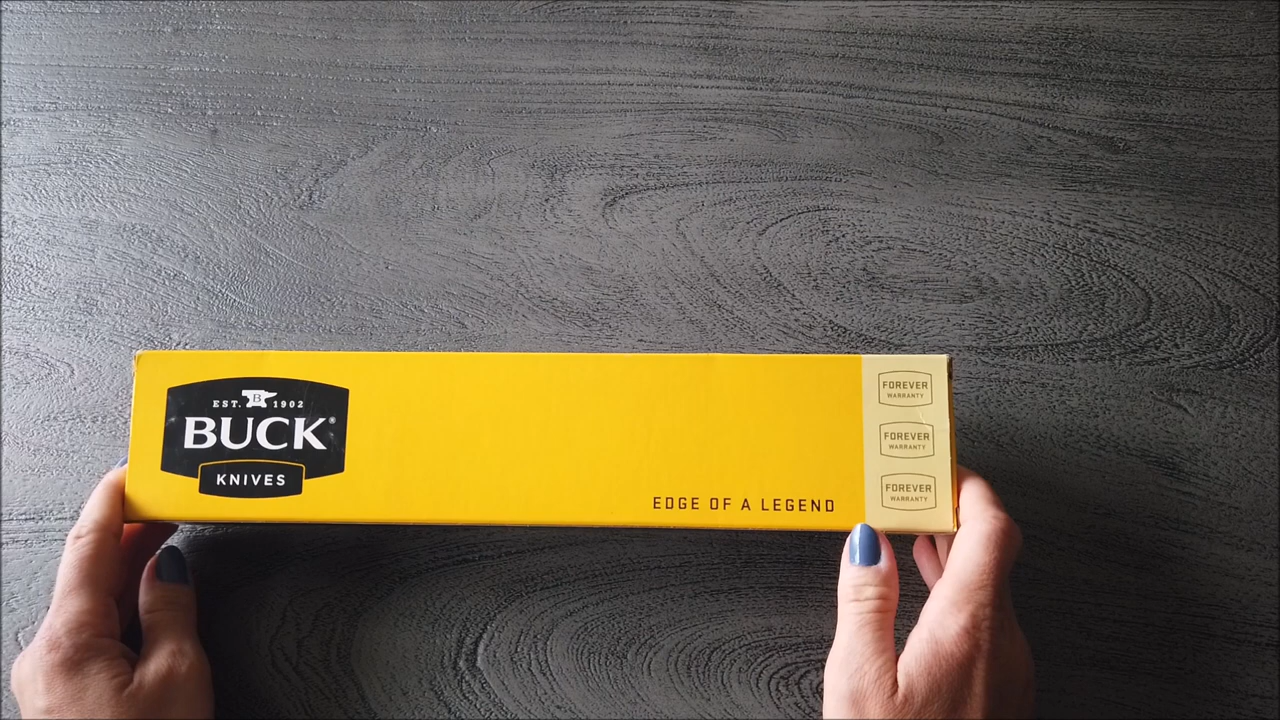 EST. B 1902
BUCK®
KNIVES
EDGE OF A LEGEND
FOREVER
WARRANTY
FOREVER
WARRANTY
FOREVER
WARRANTY